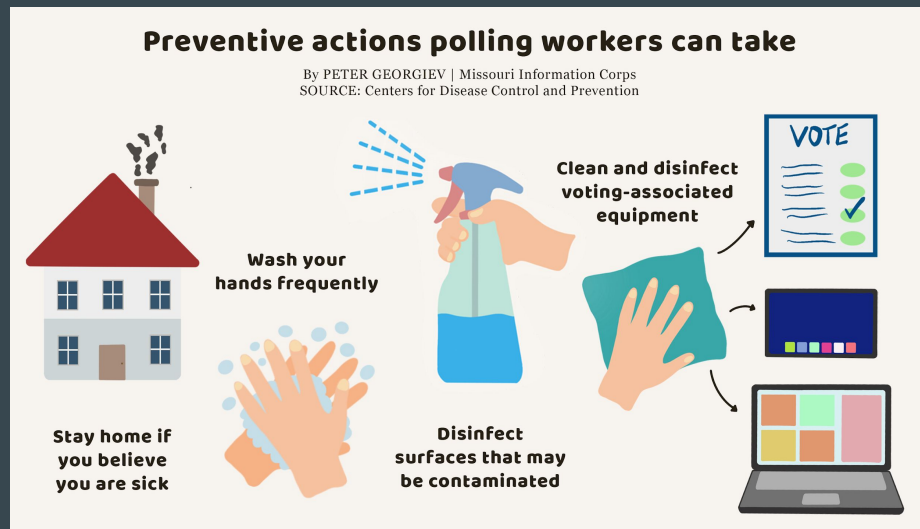 Preventive actions polling workers can take
By PETER GEORGIEV | Missouri Information Corps
SOURCE: Centers for Disease Control and Prevention
Stay home if
you believe
you are sick
Wash your
hands frequently
Disinfect
surfaces that may
be contaminated
Clean and disinfect
voting-associated
equipment
VOTE